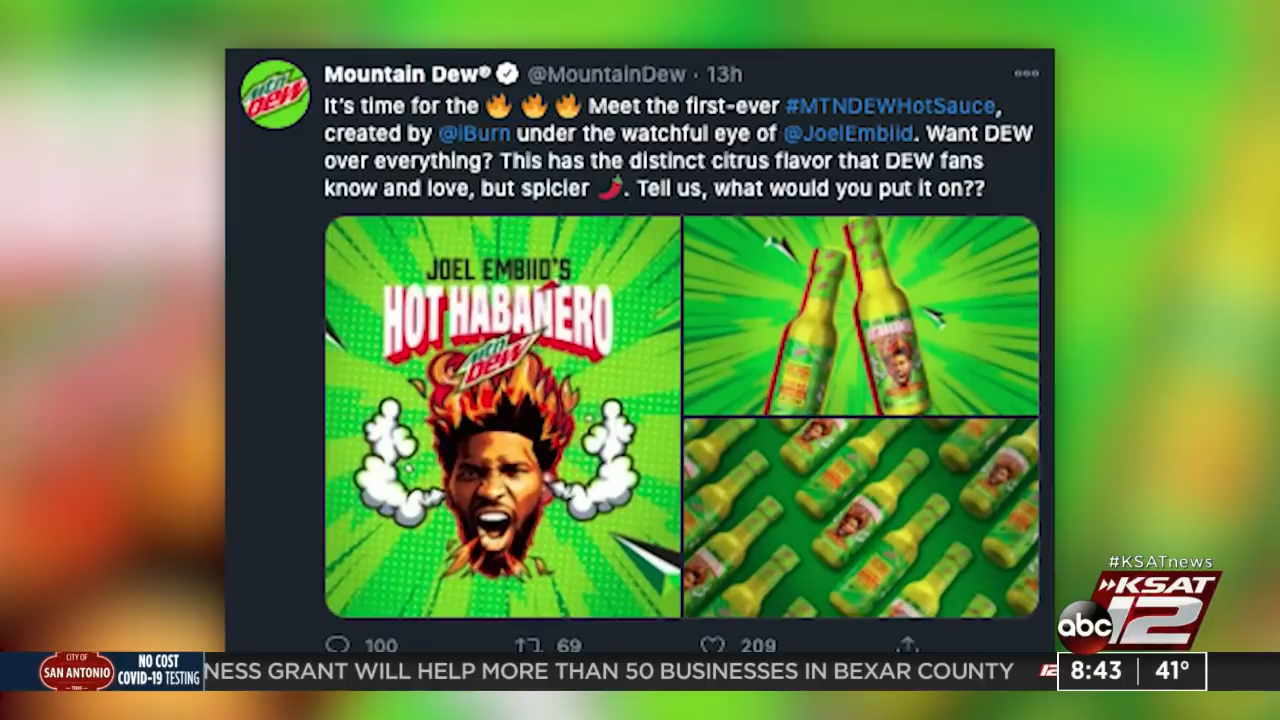 Mountain Dew® @MountainDew · 13h
It's time for the 🔥 🔥 🔥 Meet the first-ever #MTNDEWHotSauce,
created by @iBurn under the watchful eye of @JoelEmbiid. Want DEW
over everything? This has the distinct citrus flavor that DEW fans
know and love, but spicier 🌶️. Tell us, what would you put it on??
JOEL EMBIID'S
HOT HABAÑERO
mtn DEW
100 69 209
#KSATnews
KSAT
abc 12
CITY OF
SAN ANTONIO
TEXAS
NO COST
COVID-19 TESTING
NESS GRANT WILL HELP MORE THAN 50 BUSINESSES IN BEXAR COUNTY
12
8:43 41°